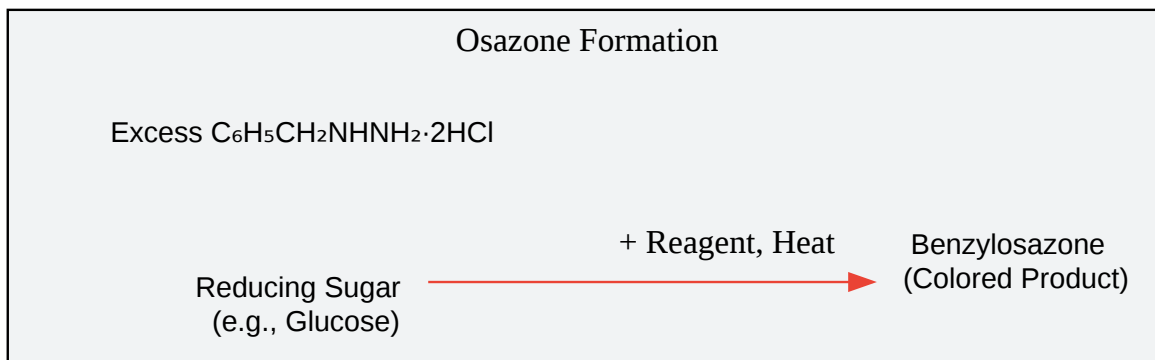 Osazone Formation
Excess C₆H₅CH₂NHNH₂·2HCl
+ Reagent, Heat
Benzylosazone
(Colored Product)
Reducing Sugar
(e.g., Glucose)